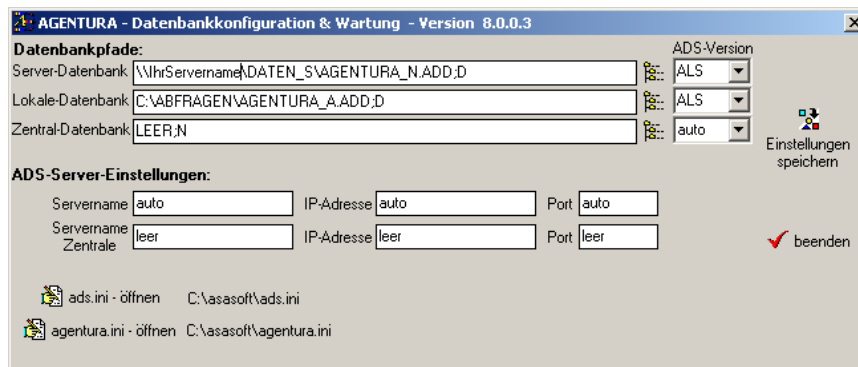 AGENTURA - Datenbankkonfiguration & Wartung - Version 8.0.0.3
Datenbankpfade: ADS-Version
Server-Datenbank \\IhrServername\DATEN_S\AGENTURA_N.ADD;D ALS
Lokale-Datenbank C:\ABFRAGEN\AGENTURA_A.ADD;D ALS
Zentral-Datenbank LEER;N auto
Einstellungen speichern
ADS-Server-Einstellungen:
Servername auto IP-Adresse auto Port auto
Servername Zentrale leer IP-Adresse leer Port leer
beenden
ads.ini - öffnen C:\asasoft\ads.ini
agentura.ini - öffnen C:\asasoft\agentura.ini